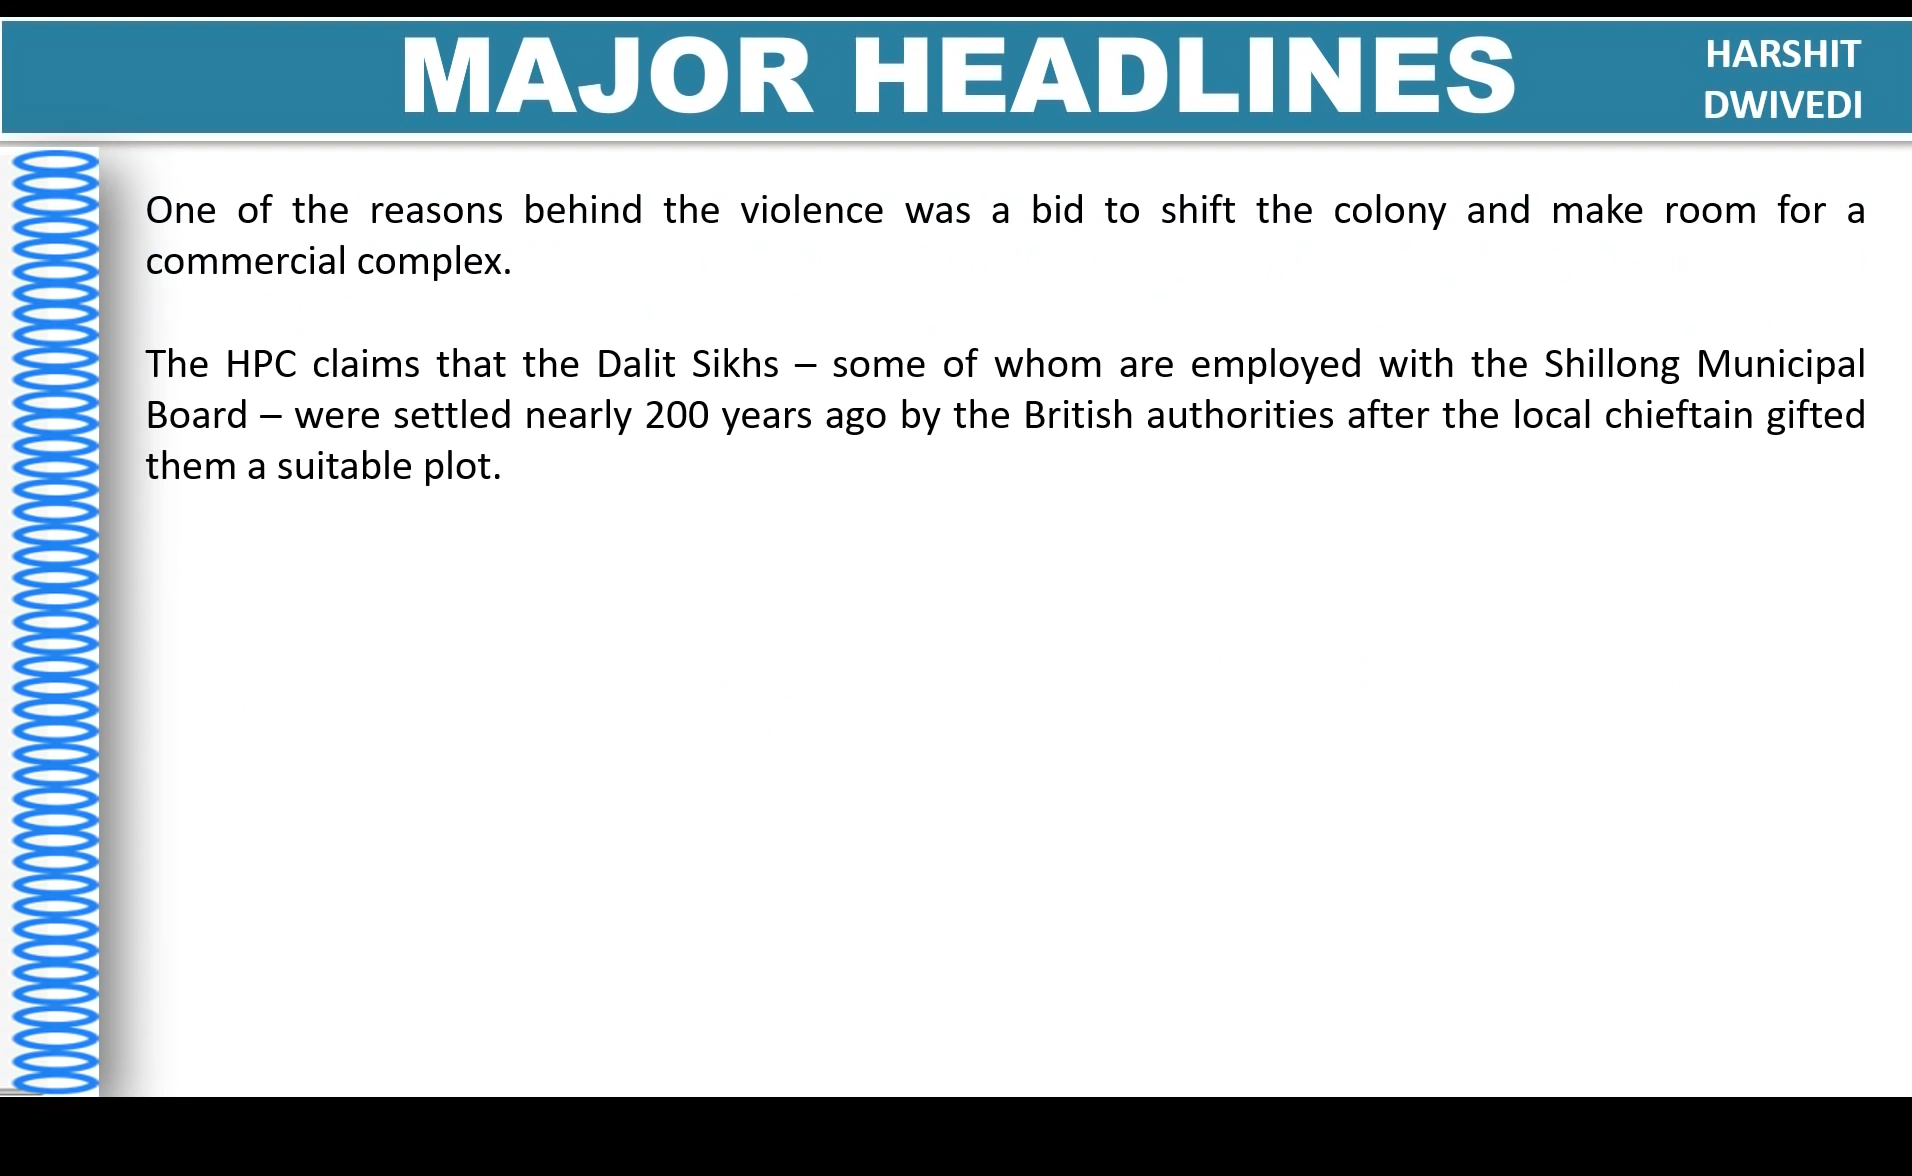 MAJOR HEADLINES
HARSHIT
DWIVEDI
One of the reasons behind the violence was a bid to shift the colony and make room for a
commercial complex.
The HPC claims that the Dalit Sikhs – some of whom are employed with the Shillong Municipal
Board – were settled nearly 200 years ago by the British authorities after the local chieftain gifted
them a suitable plot.